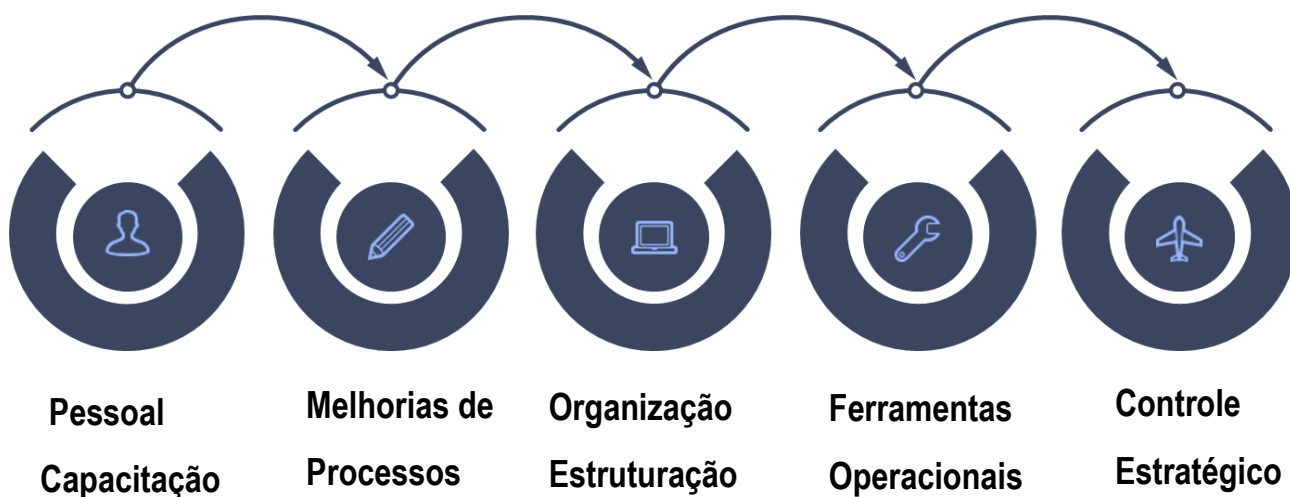 Pessoal
Capacitação
Melhorias de
Processos
Organização
Estruturação
Ferramentas
Operacionais
Controle
Estratégico